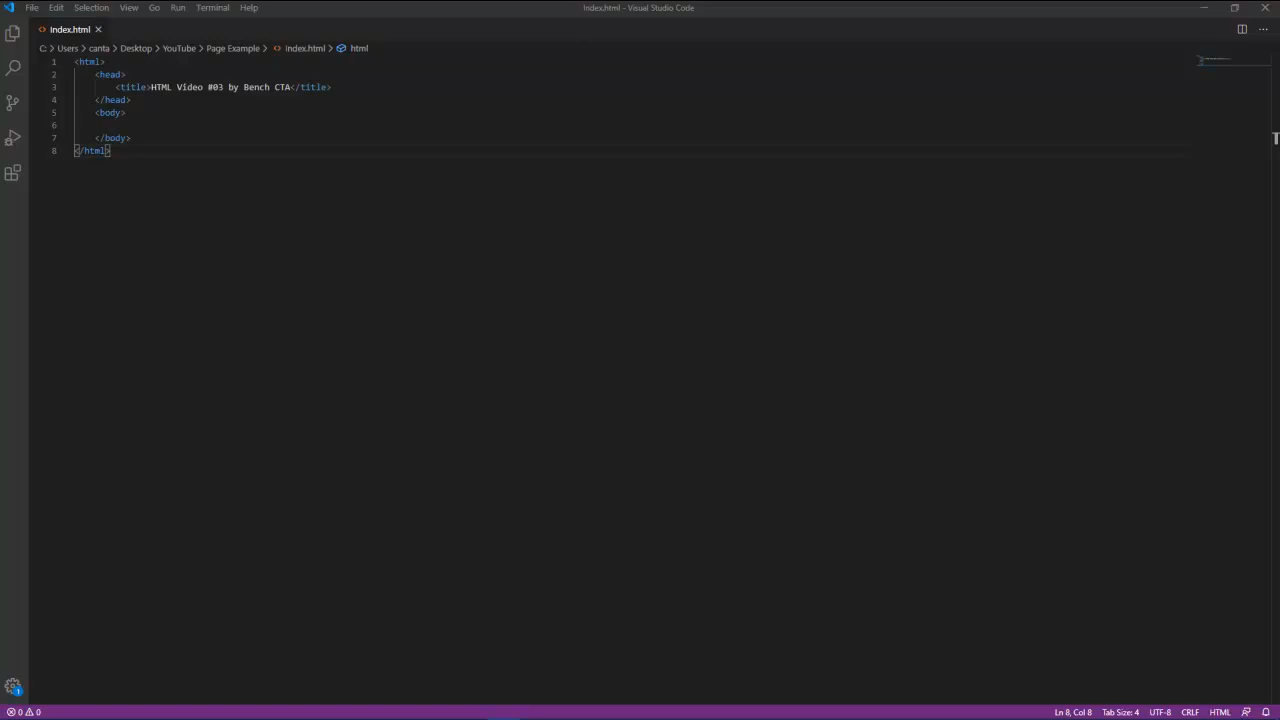 File Edit Selection View Go Run Terminal Help
Index.html - Visual Studio Code
Index.html
C: > Users > canta > Desktop > YouTube > Page Example > Index.html > html
1 <html>
2 <head>
3 <title>HTML Video #03 by Bench CTA</title>
4 </head>
5 <body>
6
7 </body>
8 </html>
1
0 0
Ln 8, Col 8 Tab Size: 4 UTF-8 CRLF HTML